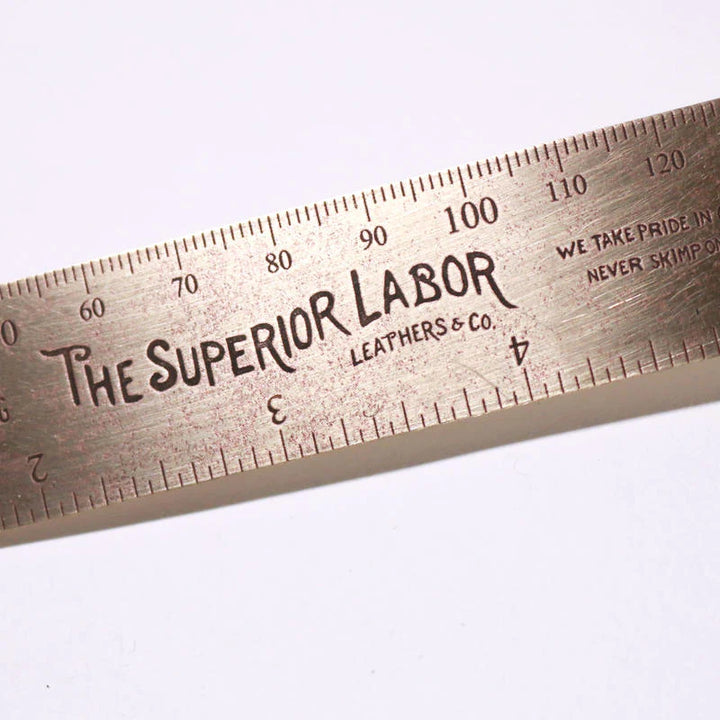 0 60 70 80 90 100 110 120
THE SUPERIOR LABOR
LEATHERS & CO.
WE TAKE PRIDE IN
NEVER SKIMP
2 3 4